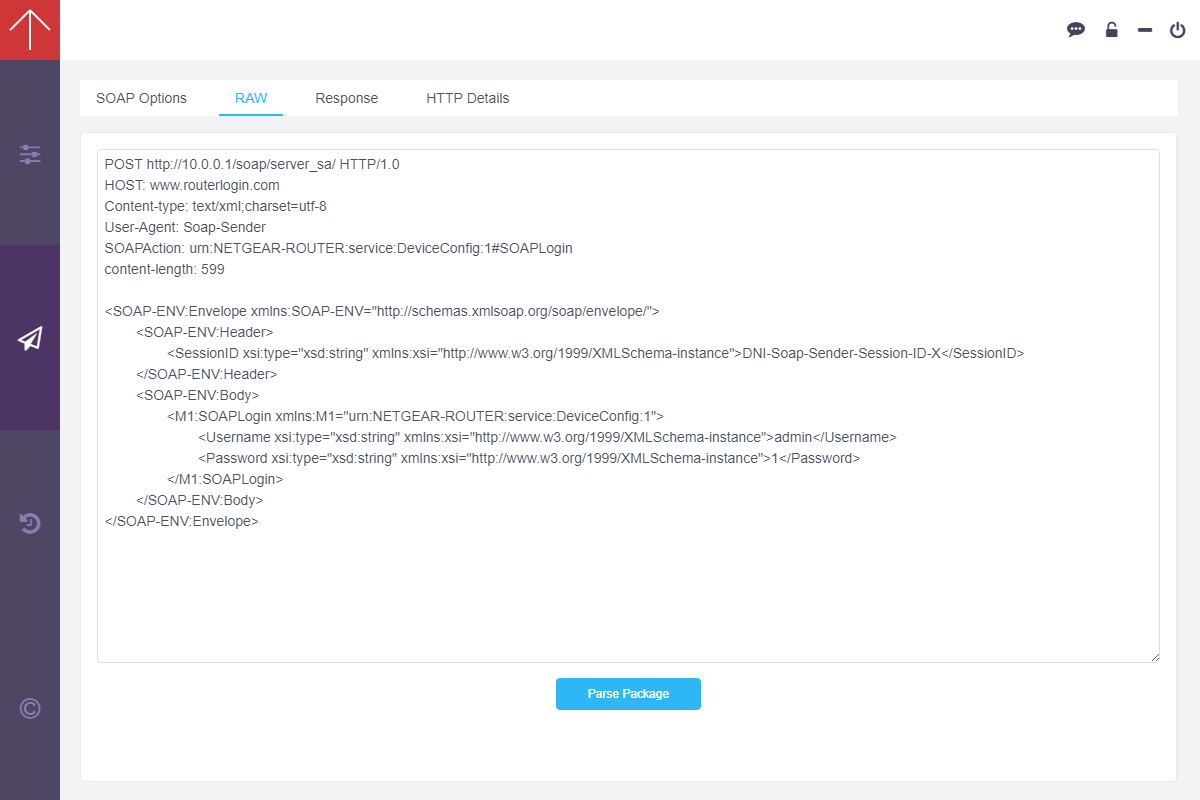 SOAP Options RAW Response HTTP Details
POST http://10.0.0.1/soap/server_sa/ HTTP/1.0
HOST: www.routerlogin.com
Content-type: text/xml;charset=utf-8
User-Agent: Soap-Sender
SOAPAction: urn:NETGEAR-ROUTER:service:DeviceConfig:1#SOAPLogin
content-length: 599

<SOAP-ENV:Envelope xmlns:SOAP-ENV="http://schemas.xmlsoap.org/soap/envelope/">
	<SOAP-ENV:Header>
		<SessionID xsi:type="xsd:string" xmlns:xsi="http://www.w3.org/1999/XMLSchema-instance">DNI-Soap-Sender-Session-ID-X</SessionID>
	</SOAP-ENV:Header>
	<SOAP-ENV:Body>
		<M1:SOAPLogin xmlns:M1="urn:NETGEAR-ROUTER:service:DeviceConfig:1">
			<Username xsi:type="xsd:string" xmlns:xsi="http://www.w3.org/1999/XMLSchema-instance">admin</Username>
			<Password xsi:type="xsd:string" xmlns:xsi="http://www.w3.org/1999/XMLSchema-instance">1</Password>
		</M1:SOAPLogin>
	</SOAP-ENV:Body>
</SOAP-ENV:Envelope>
Parse Package